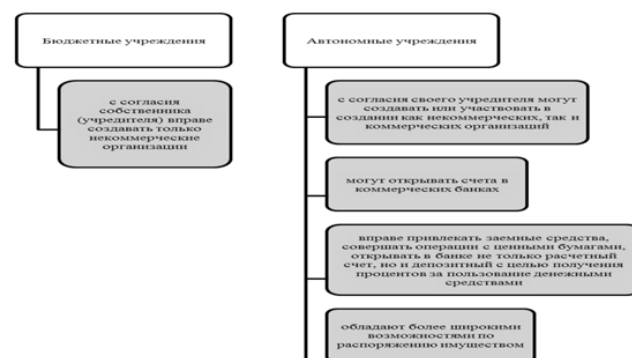 Бюджетные учреждения
с согласия
собственника
(учредителя) вправе
создавать только
некоммерческие
организации
Автономные учреждения
с согласия своего учредителя могут
создавать или участвовать в
создании как некоммерческих, так и
коммерческих организаций
могут открывать счета в
коммерческих банках
вправе привлекать заемные средства,
совершать операции с ценными бумагами,
открывать в банке не только расчетный
счет, но и депозитный с целью получения
процентов за пользование денежными
средствами
обладают более широкими
возможностями по
распоряжению имуществом